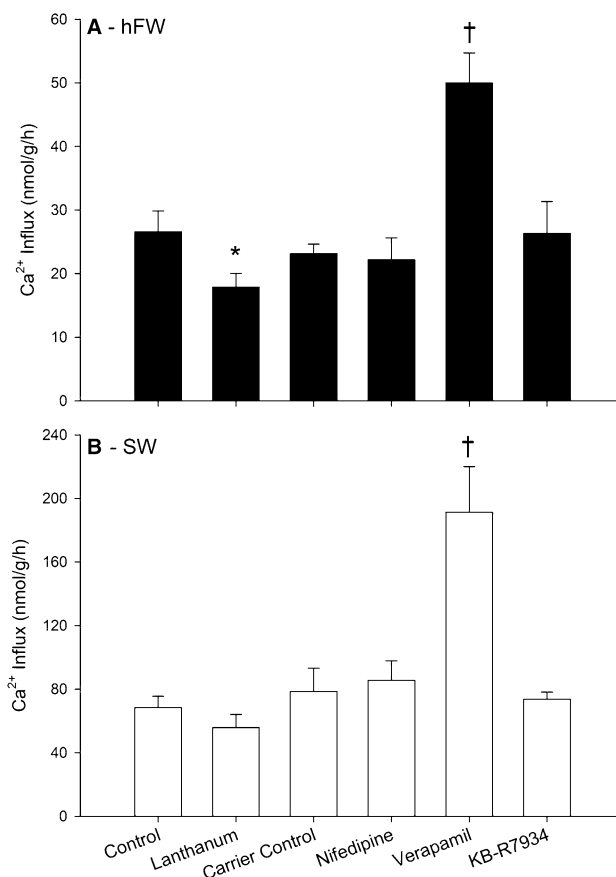 A - hFW
60
50
40
30
20
10
0
Ca2+ Influx (nmol/g/h)
*
†
B - SW
240
200
160
120
80
40
0
Ca2+ Influx (nmol/g/h)
†
Control
Lanthanum
Carrier Control
Nifedipine
Verapamil
KB-R7934